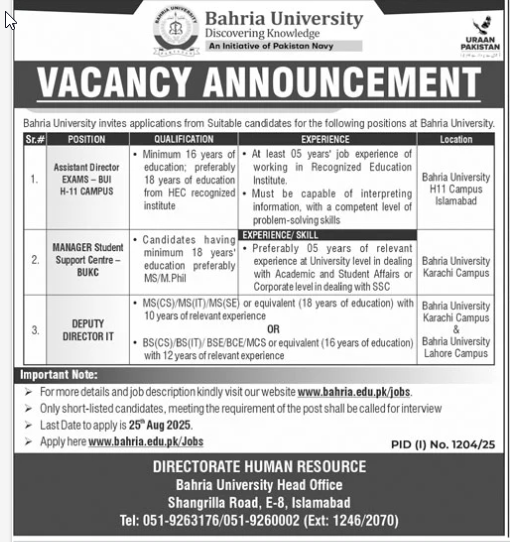 Bahria University
Discovering Knowledge
An Initiative of Pakistan Navy
URAAN
PAKISTAN
VACANCY ANNOUNCEMENT
Bahria University invites applications from Suitable candidates for the following positions at Bahria University.
Sr.# POSITION QUALIFICATION EXPERIENCE Location
1.
Assistant Director
EXAMS – BUI
H-11 CAMPUS
• Minimum 16 years of
education; preferably
18 years of education
from HEC recognized
institute
• At least 05 years' job experience of
working in Recognized Education
Institute.
• Must be capable of interpreting
information, with a competent level of
problem-solving skills
Bahria University
H11 Campus
Islamabad
2.
MANAGER Student
Support Centre –
BUKC
• Candidates having
minimum 18 years'
education preferably
MS/M.Phil
EXPERIENCE/ SKILL
• Preferably 05 years of relevant
experience at University level in dealing
with Academic and Student Affairs or
Corporate level in dealing with SSC
Bahria University
Karachi Campus
3.
DEPUTY
DIRECTOR IT
• MS(CS)/MS(IT)/MS(SE) or equivalent (18 years of education) with
10 years of relevant experience
OR
• BS(CS)/BS(IT)/ BSE/BCE/MCS or equivalent (16 years of education)
with 12 years of relevant experience
Bahria University
Karachi Campus
&
Bahria University
Lahore Campus
Important Note:
➢ For more details and job description kindly visit our website www.bahria.edu.pk/jobs.
➢ Only short-listed candidates, meeting the requirement of the post shall be called for interview
➢ Last Date to apply is 25th Aug 2025.
➢ Apply here www.bahria.edu.pk/Jobs
PID (I) No. 1204/25
DIRECTORATE HUMAN RESOURCE
Bahria University Head Office
Shangrilla Road, E-8, Islamabad
Tel: 051-9263176/051-9260002 (Ext: 1246/2070)